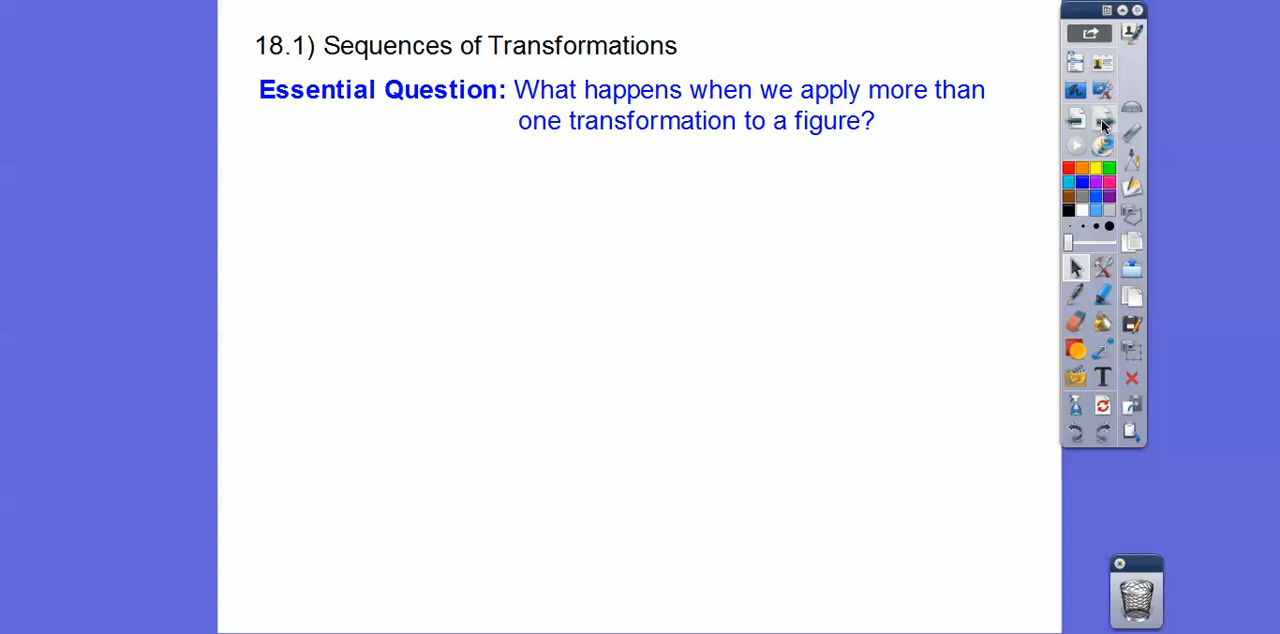 18.1) Sequences of Transformations
Essential Question: What happens when we apply more than
one transformation to a figure?
T